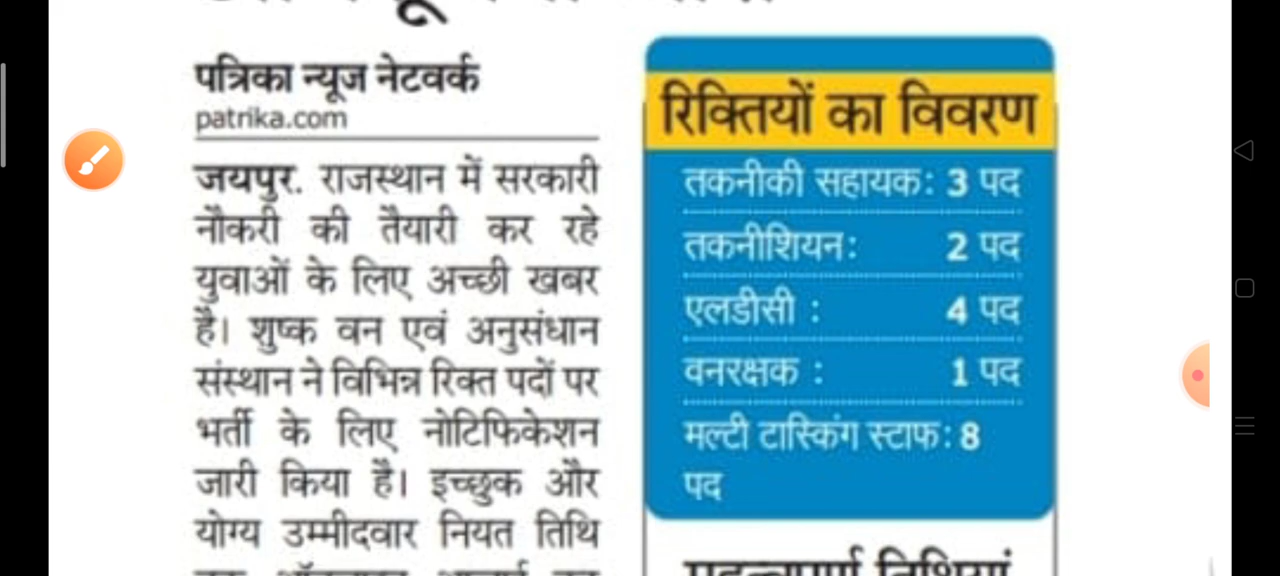 पत्रिका न्यूज नेटवर्क
patrika.com
जयपुर. राजस्थान में सरकारी
नौकरी की तैयारी कर रहे
युवाओं के लिए अच्छी खबर
है। शुष्क वन एवं अनुसंधान
संस्थान ने विभिन्न रिक्त पदों पर
भर्ती के लिए नोटिफिकेशन
जारी किया है। इच्छुक और
योग्य उम्मीदवार नियत तिथि
रिक्तियों का विवरण
तकनीकी सहायक: 3 पद
तकनीशियन: 2 पद
एलडीसी : 4 पद
वनरक्षक : 1 पद
मल्टी टास्किंग स्टाफ: 8
पद
महत्वपूर्ण तिथियां